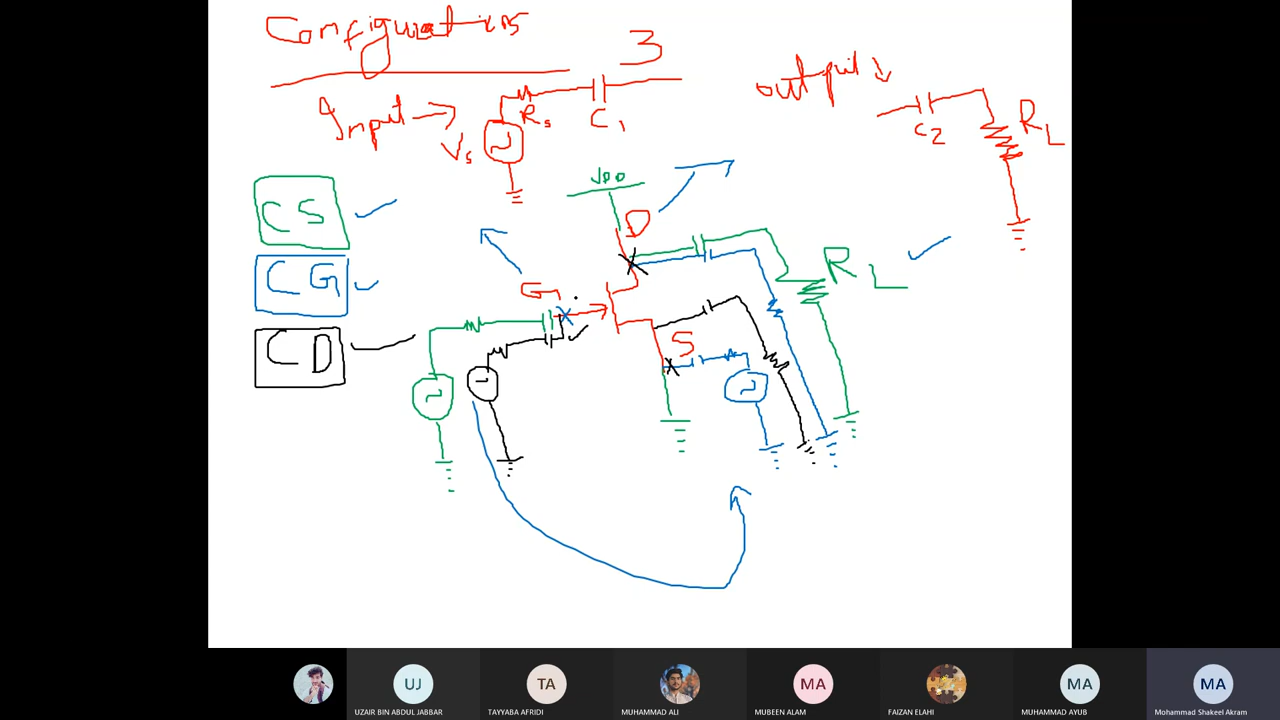 Configurations
3
Input →
Vs
Rs
C1
output ↓
C2
RL
CS
CG
CD
VDD
D
G
S
RL
UJ
TA
MA
MA
MA
UZAIR BIN ABDUL JABBAR
TAYYABA AFRIDI
MUHAMMAD ALI
MUBEEN ALAM
FAIZAN ELAHI
MUHAMMAD AYUB
Mohammad Shakeel Akram